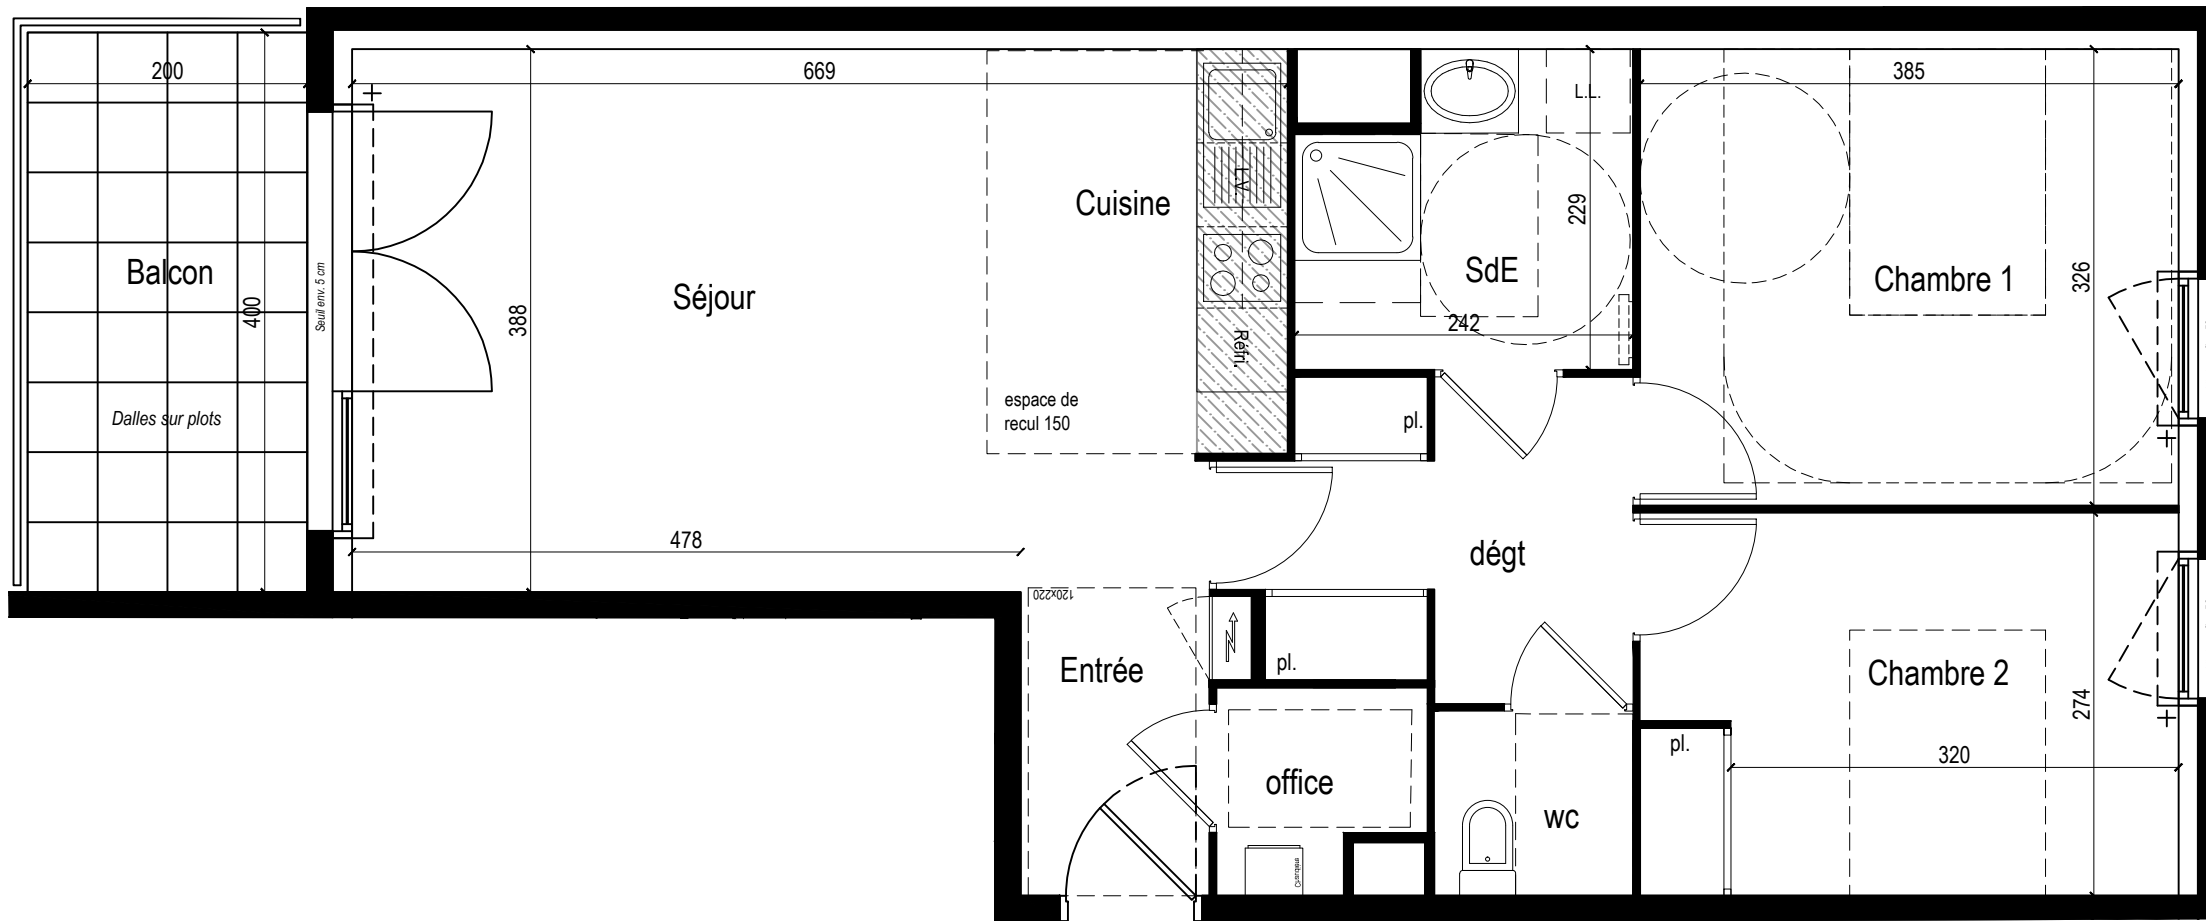 200
669
385
L.L.
Cuisine
L.V.
229
Balcon
400
Seuil env. 5 cm
Séjour
388
SdE
242
Réfri.
Chambre 1
326
Dalles sur plots
espace de
recul 150
pl.
478
dégt
120x220
Entrée
pl.
Chambre 2
274
pl.
320
office
wc